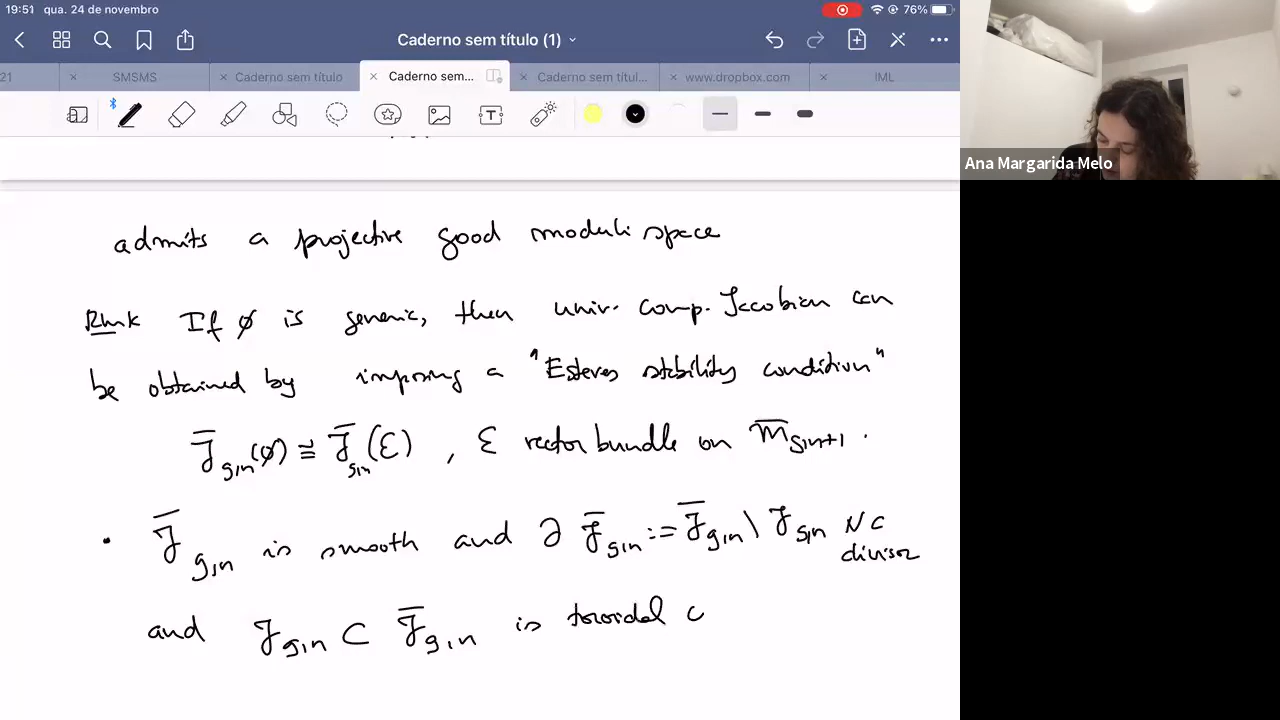 19:51 qua. 24 de novembro
76%
Caderno sem título (1)
21
SMSMS
Caderno sem título
Caderno sem...
Caderno sem títul...
www.dropbox.com
IML
Ana Margarida Melo
admits a projective good moduli space
Rmk If ϕ is generic, then univ. comp. Jacobian can
be obtained by imposing a "Esteves stability condition"
J̅_{g,n}(ϕ) ≅ J̅_{g,n}(ℰ), ℰ vector bundle on M̅_{g,n+1}.
• J̅_{g,n} is smooth and ∂J̅_{g,n} := J̅_{g,n} \ J_{g,n} NC
divisor
and J_{g,n} ⊂ J̅_{g,n} is toroidal c